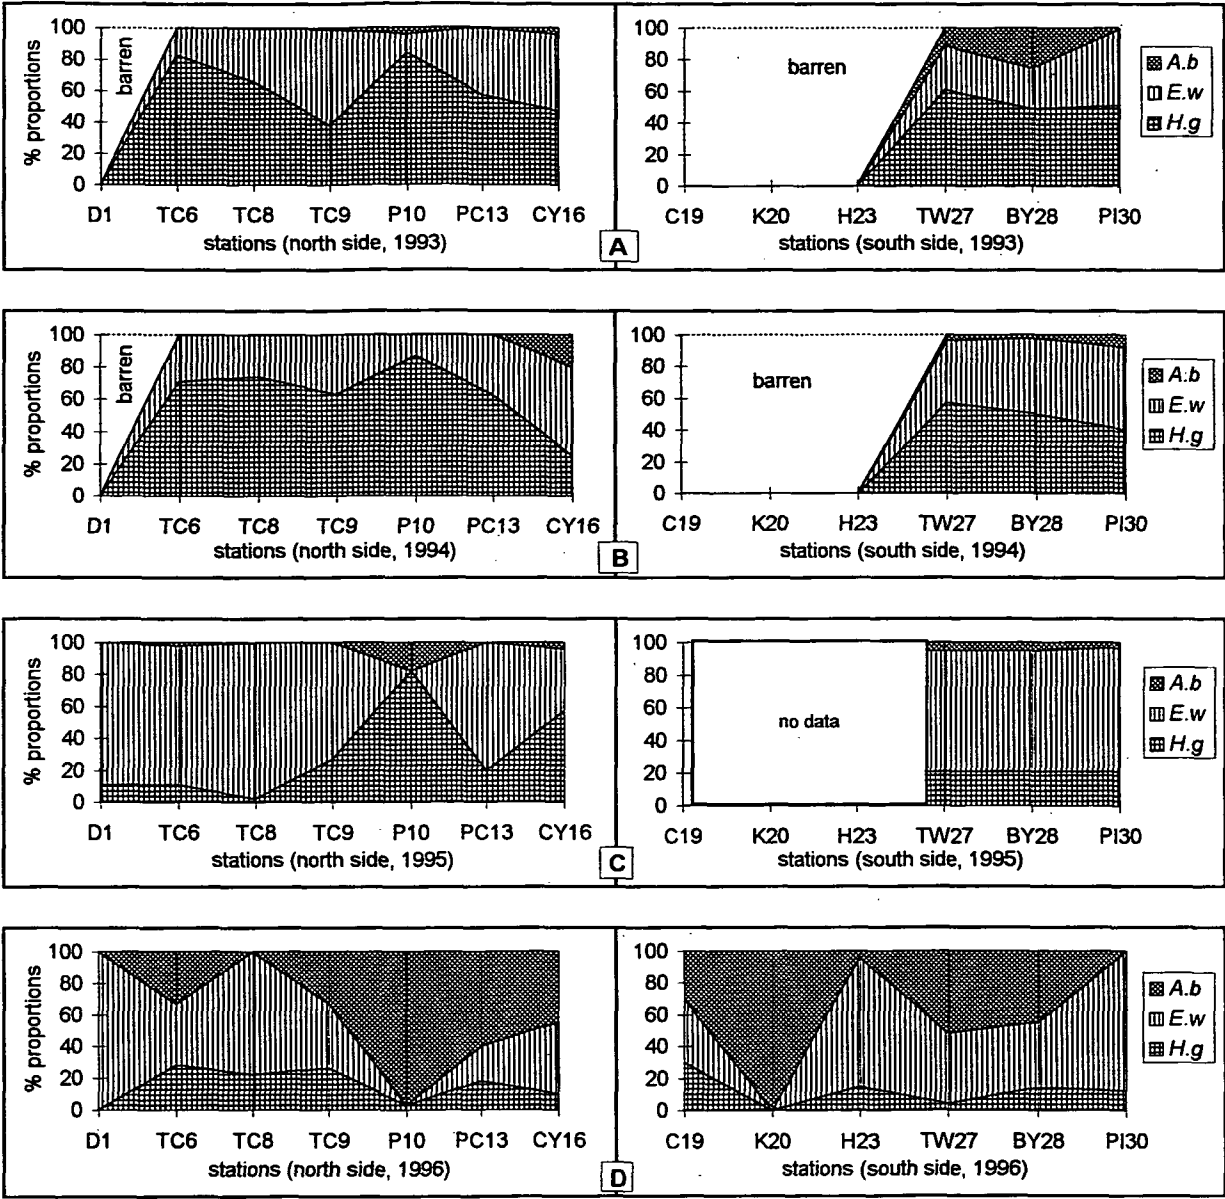 100
80
60
40
20
0
% proportions
barren
D1 TC6 TC8 TC9 P10 PC13 CY16
stations (north side, 1993)
100
80
60
40
20
0
barren
C19 K20 H23 TW27 BY28 PI30
stations (south side, 1993)
A.b
E.w
H.g
A
100
80
60
40
20
0
% proportions
barren
D1 TC6 TC8 TC9 P10 PC13 CY16
stations (north side, 1994)
100
80
60
40
20
0
barren
C19 K20 H23 TW27 BY28 PI30
stations (south side, 1994)
A.b
E.w
H.g
B
100
80
60
40
20
0
% proportions
D1 TC6 TC8 TC9 P10 PC13 CY16
stations (north side, 1995)
100
80
60
40
20
0
no data
C19 K20 H23 TW27 BY28 PI30
stations (south side, 1995)
A.b
E.w
H.g
C
100
80
60
40
20
0
% proportions
D1 TC6 TC8 TC9 P10 PC13 CY16
stations (north side, 1996)
100
80
60
40
20
0
C19 K20 H23 TW27 BY28 PI30
stations (south side, 1996)
A.b
E.w
H.g
D